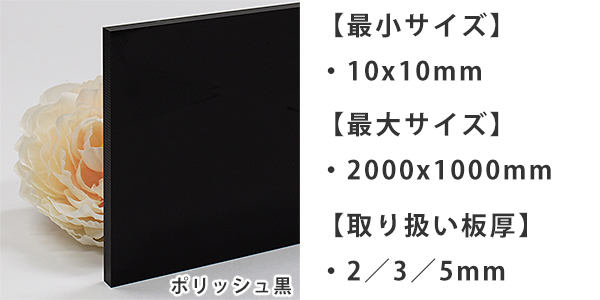 ポリッシュ黒
【最小サイズ】
・10x10mm
【最大サイズ】
・2000x1000mm
【取り扱い板厚】
・2／3／5mm